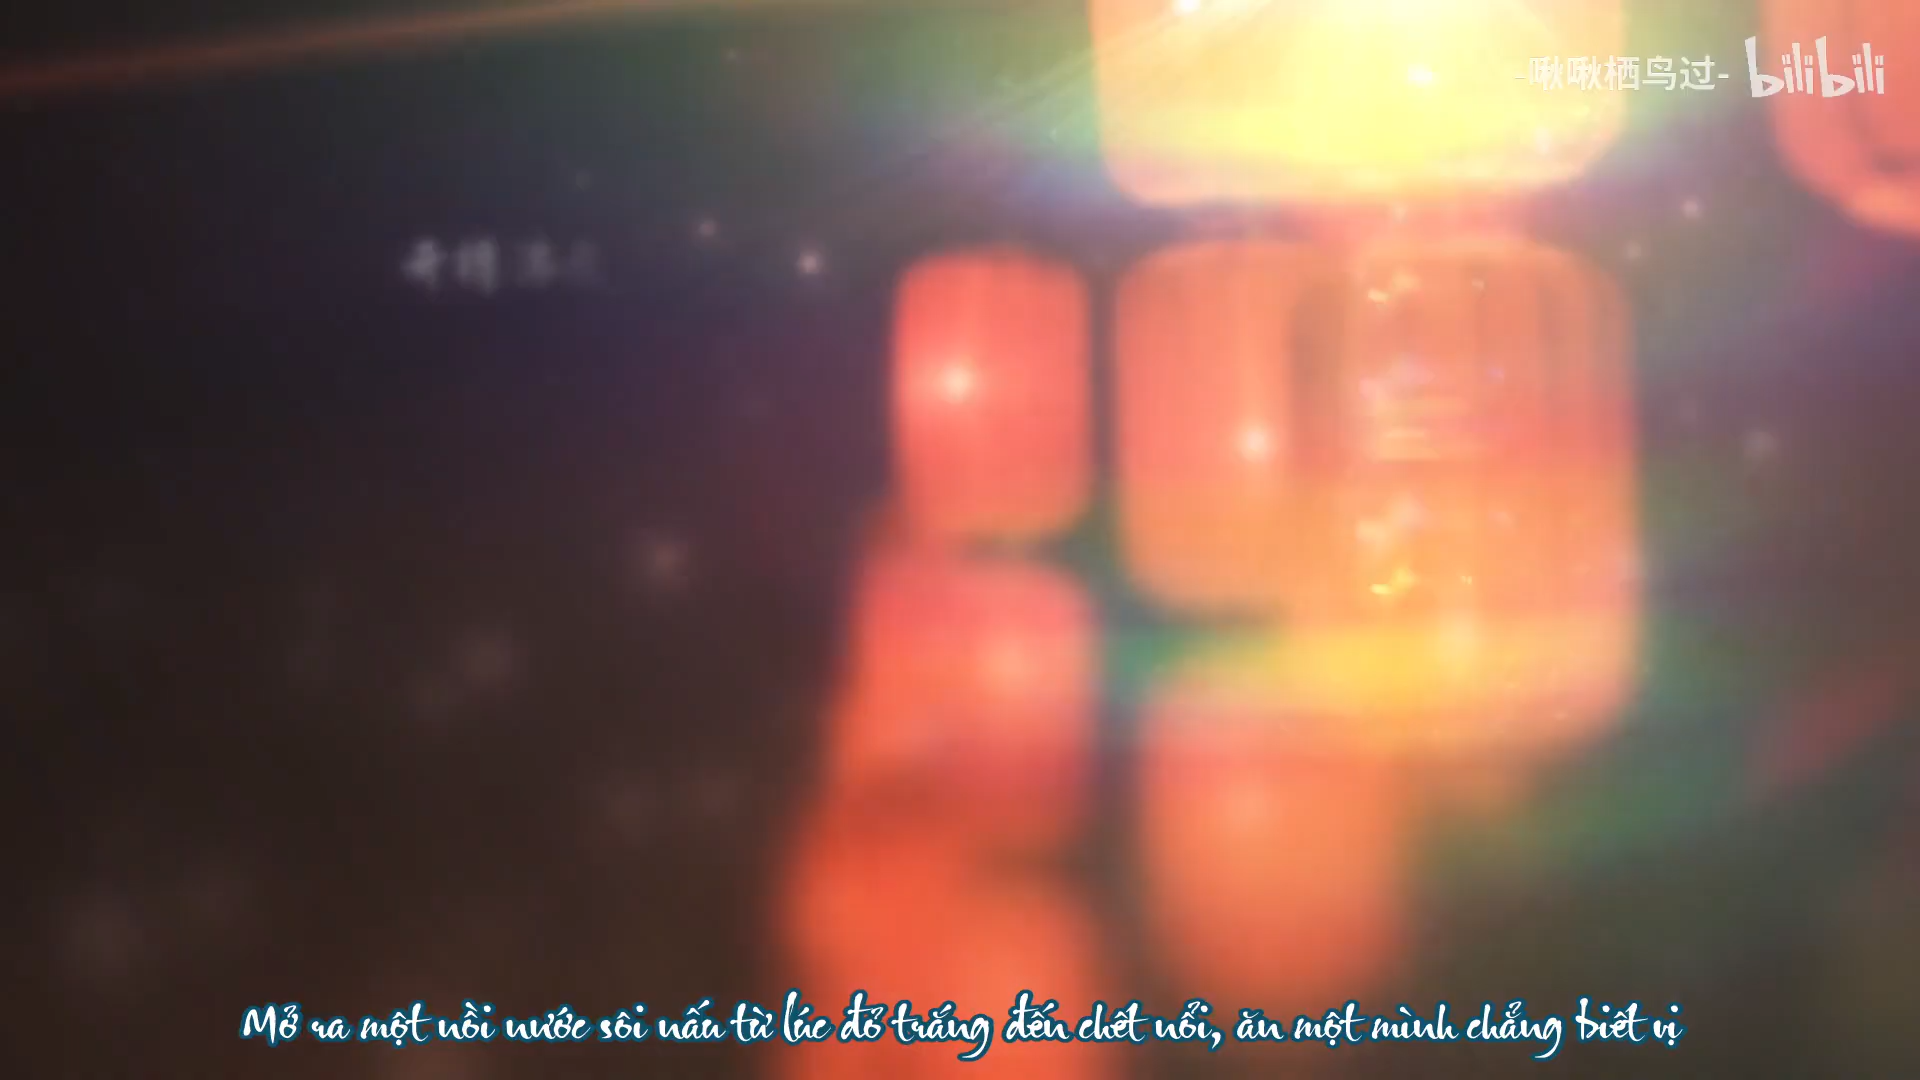 -啾啾栖鸟过- bilibili
Mở ra một nồi nước sôi nấu từ lúc đỏ trắng đến chết nổi, ăn một mình chẳng biết vị